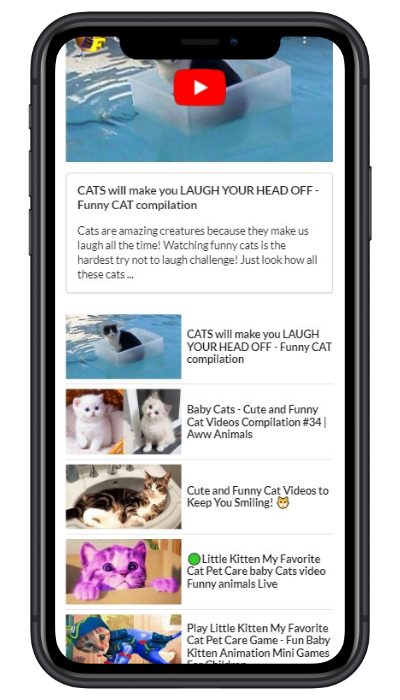 F
CATS will make you LAUGH YOUR HEAD OFF -
Funny CAT compilation
Cats are amazing creatures because they make us
laugh all the time! Watching funny cats is the
hardest try not to laugh challenge! Just look how all
these cats ...
CATS will make you LAUGH
YOUR HEAD OFF - Funny CAT
compilation
Baby Cats - Cute and Funny
Cat Videos Compilation #34 |
Aww Animals
Cute and Funny Cat Videos to
Keep You Smiling! 🐱
🟢Little Kitten My Favorite
Cat Pet Care baby Cats video
Funny animals Live
Play Little Kitten My Favorite
Cat Pet Care Game - Fun Baby
Kitten Animation Mini Games
For Children